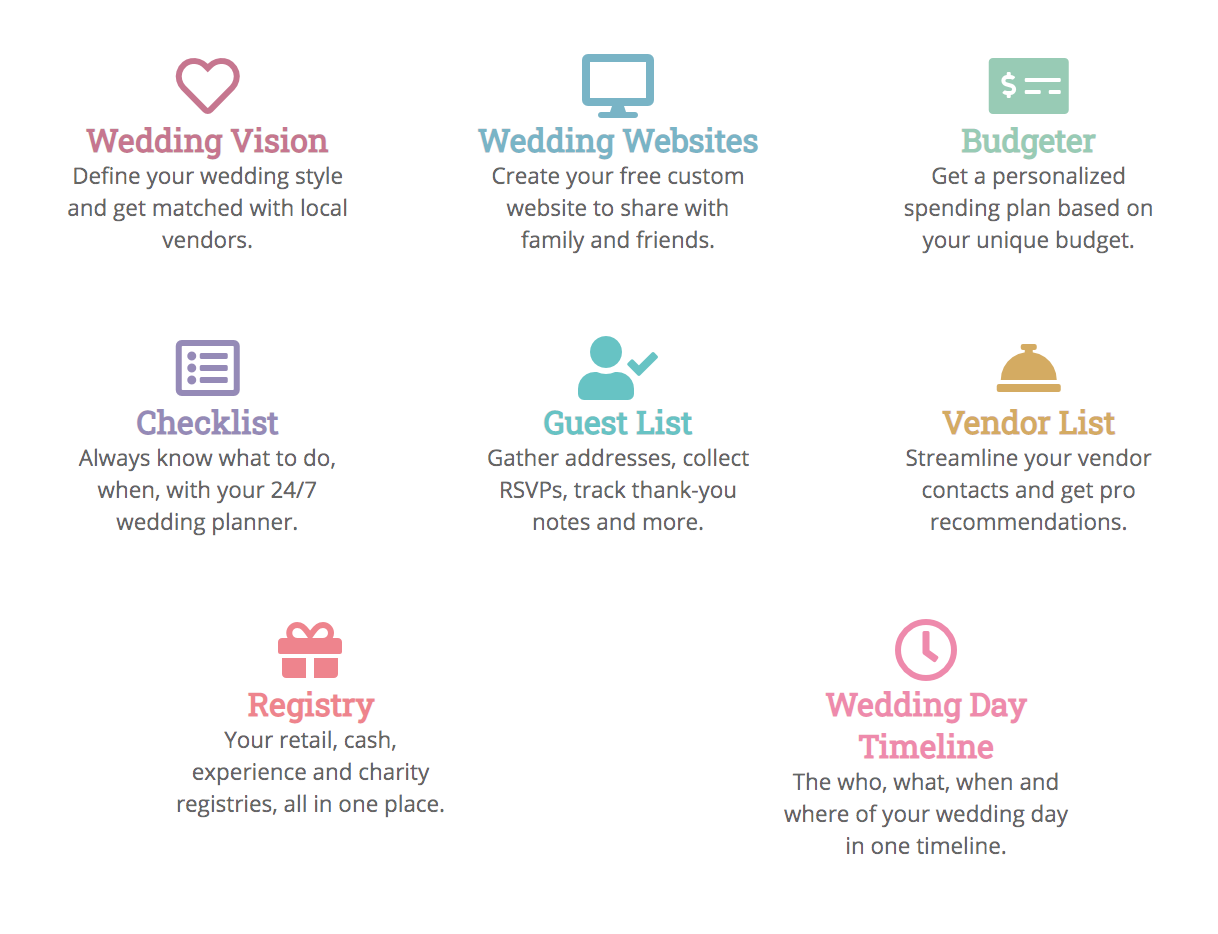 Wedding Vision
Define your wedding style
and get matched with local
vendors.
Wedding Websites
Create your free custom
website to share with
family and friends.
$
Budgeter
Get a personalized
spending plan based on
your unique budget.
Checklist
Always know what to do,
when, with your 24/7
wedding planner.
Guest List
Gather addresses, collect
RSVPs, track thank-you
notes and more.
Vendor List
Streamline your vendor
contacts and get pro
recommendations.
Registry
Your retail, cash,
experience and charity
registries, all in one place.
Wedding Day
Timeline
The who, what, when and
where of your wedding day
in one timeline.